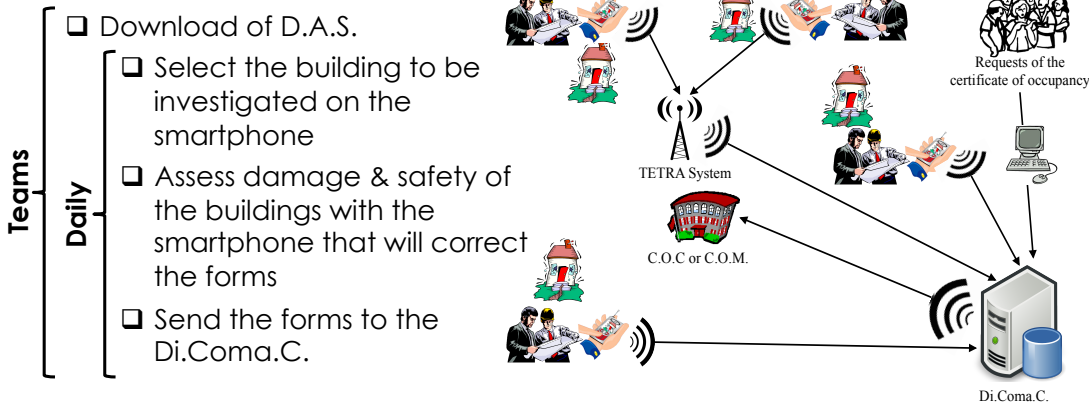 Teams
Daily
❑ Download of D.A.S.
❑ Select the building to be
investigated on the
smartphone
❑ Assess damage & safety of
the buildings with the
smartphone that will correct
the forms
❑ Send the forms to the
Di.Coma.C.
Requests of the
certificate of occupancy
TETRA System
C.O.C or C.O.M.
Di.Coma.C.